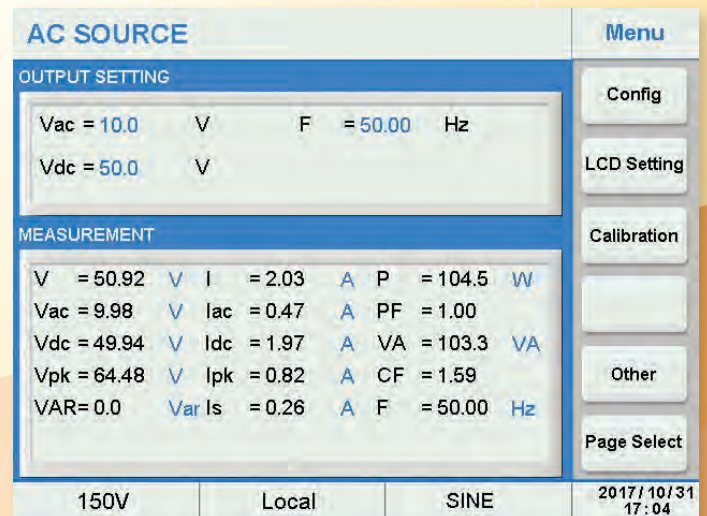 AC SOURCE
Menu
OUTPUT SETTING
Vac = 10.0 V F = 50.00 Hz
Vdc = 50.0 V
Config
LCD Setting
MEASUREMENT
Calibration
V = 50.92 V I = 2.03 A P = 104.5 W
Vac = 9.98 V Iac = 0.47 A PF = 1.00
Vdc = 49.94 V Idc = 1.97 A VA = 103.3 VA
Vpk = 64.48 V Ipk = 0.82 A CF = 1.59
VAR= 0.0 Var Is = 0.26 A F = 50.00 Hz
Other
Page Select
150V Local SINE 2017/10/31
17:04